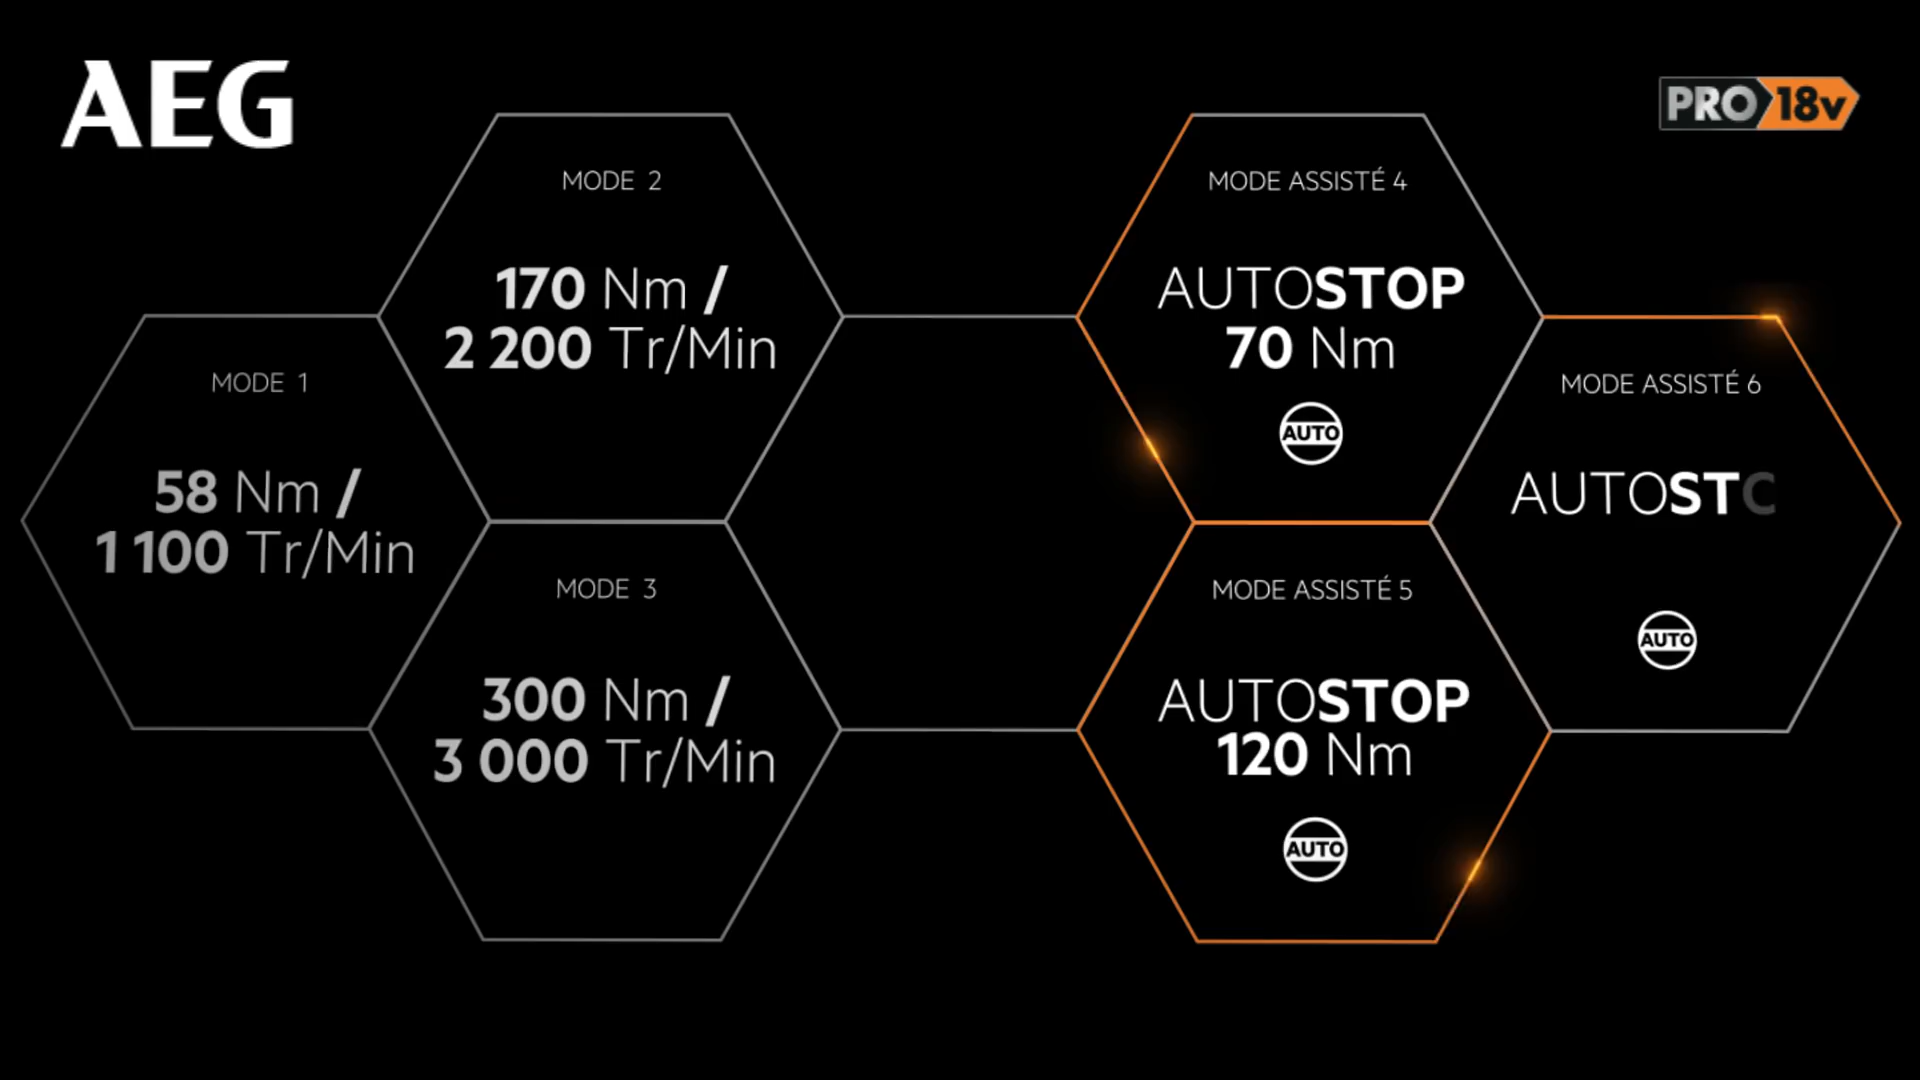 AEG
PRO 18v
MODE 1
58 Nm /
1 100 Tr/Min
MODE 2
170 Nm /
2 200 Tr/Min
MODE 3
300 Nm /
3 000 Tr/Min
MODE ASSISTÉ 4
AUTOSTOP
70 Nm
AUTO
MODE ASSISTÉ 5
AUTOSTOP
120 Nm
AUTO
MODE ASSISTÉ 6
AUTOSTC
AUTO